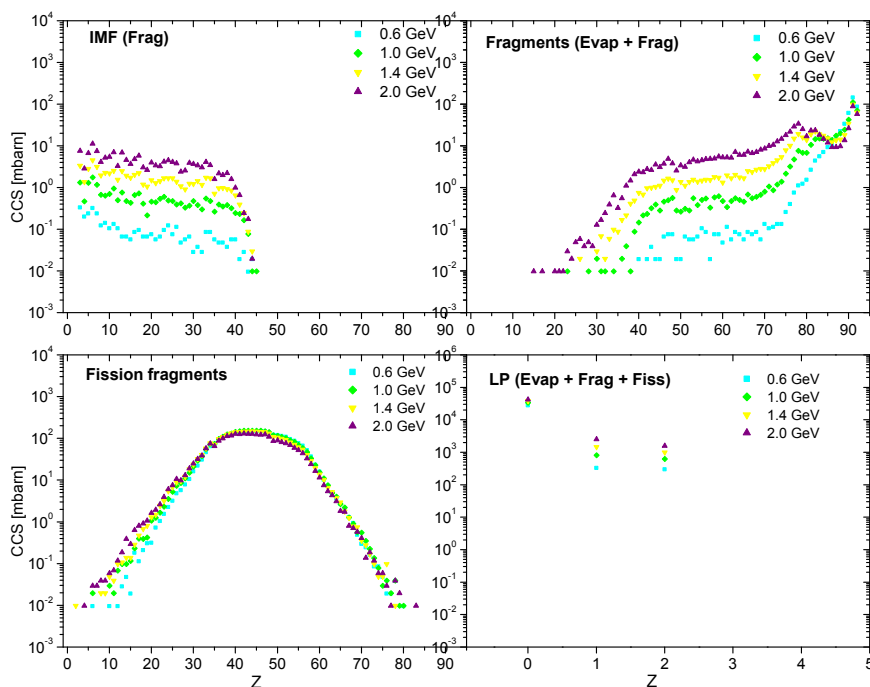 IMF (Frag)
0.6 GeV
1.0 GeV
1.4 GeV
2.0 GeV
CCS [mbarn]
10^4
10^3
10^2
10^1
10^0
10^-1
10^-2
10^-3
0 10 20 30 40 50 60 70 80 90
Fragments (Evap + Frag)
0.6 GeV
1.0 GeV
1.4 GeV
2.0 GeV
10^4
10^3
10^2
10^1
10^0
10^-1
10^-2
10^-3
20 30 40 50 60 70 80 90
Fission fragments
0.6 GeV
1.0 GeV
1.4 GeV
2.0 GeV
CCS [mbarn]
10^4
10^3
10^2
10^1
10^0
10^-1
10^-2
10^-3
0 10 20 30 40 50 60 70 80 90
Z
LP (Evap + Frag + Fiss)
0.6 GeV
1.0 GeV
1.4 GeV
2.0 GeV
10^6
10^5
10^4
10^3
10^2
10^1
10^0
10^-1
10^-2
10^-3
0 1 2 3 4 5
Z